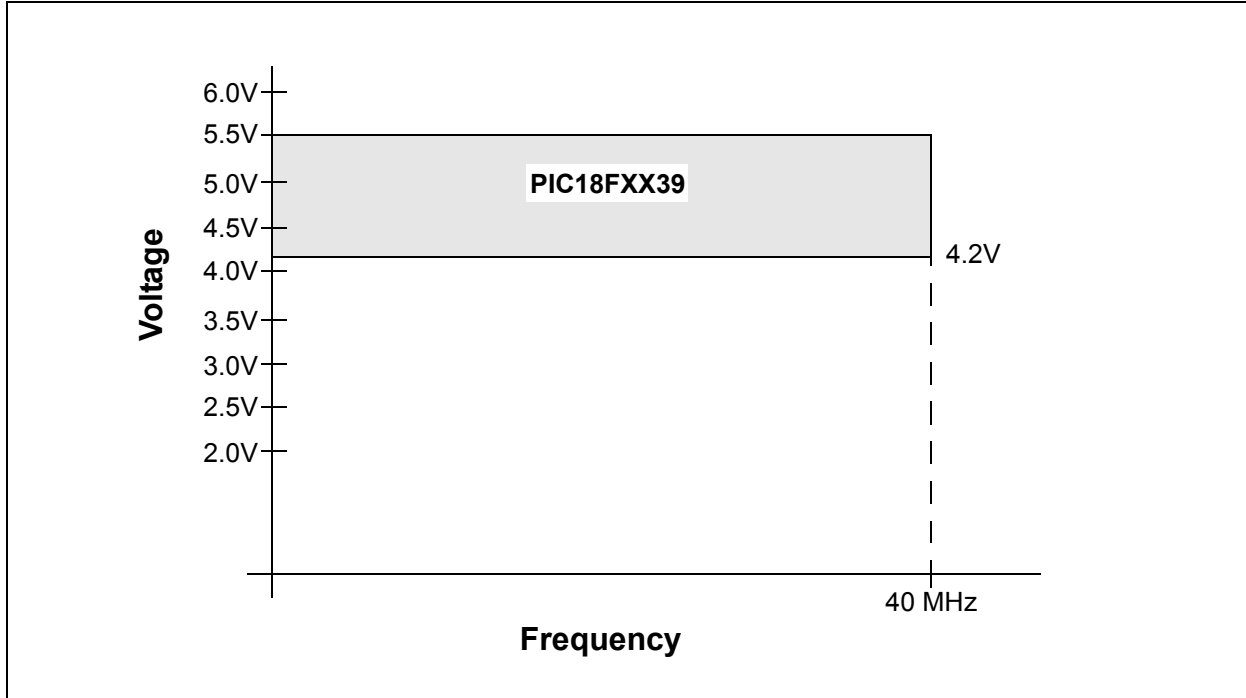 6.0V
5.5V
5.0V
4.5V
4.0V
3.5V
3.0V
2.5V
2.0V
Voltage
PIC18FXX39
4.2V
40 MHz
Frequency